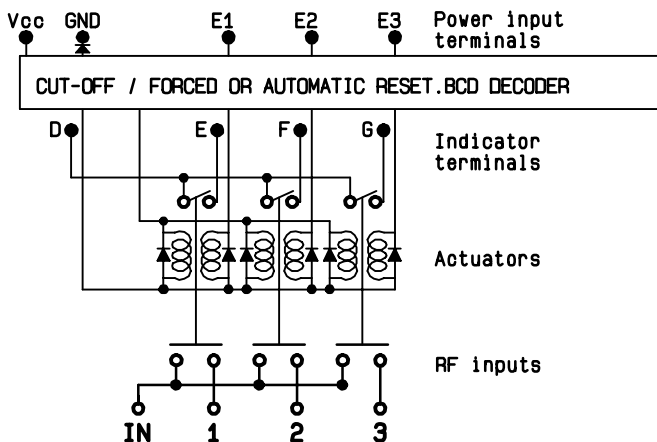 Vcc GND E1 E2 E3 Power input
terminals
CUT-OFF / FORCED OR AUTOMATIC RESET.BCD DECODER
D E F G
Indicator
terminals
Actuators
RF inputs
IN 1 2 3